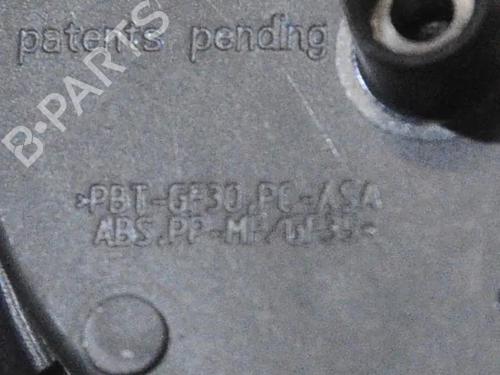 patents pending
B-PARTS
>PBT-GF30.PC-ASA
ABS.PP-MF/GF35<